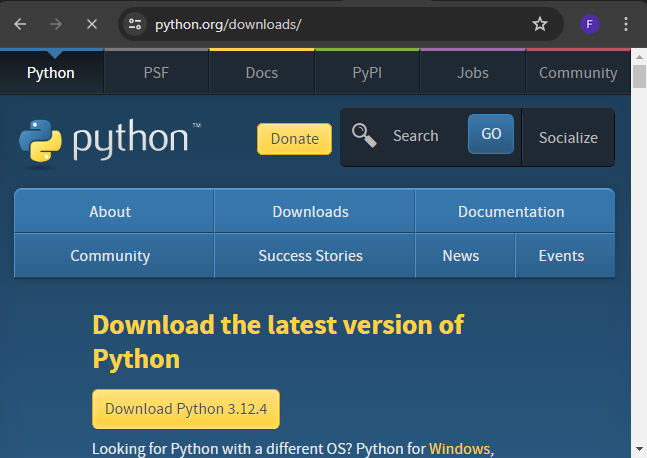 python.org/downloads/
F
Python PSF Docs PyPI Jobs Community
python™ Donate Search GO Socialize
About Downloads Documentation
Community Success Stories News Events
Download the latest version of
Python
Download Python 3.12.4
Looking for Python with a different OS? Python for Windows,